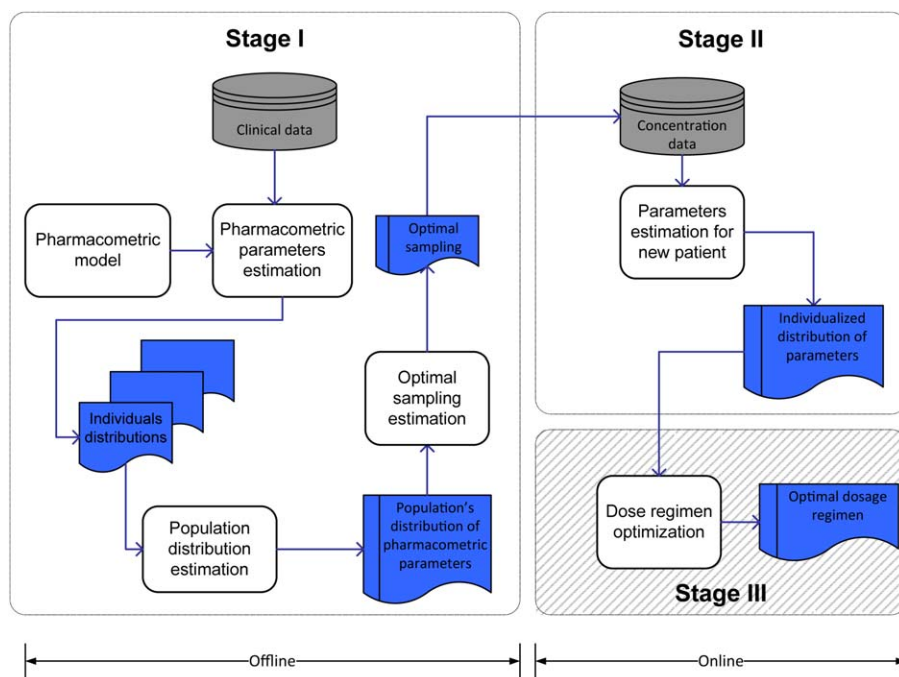 Stage I
Clinical data
Pharmacometric
model
Pharmacometric
parameters
estimation
Individuals
distributions
Population
distribution
estimation
Population's
distribution of
pharmacometric
parameters
Optimal
sampling
estimation
Optimal
sampling
Stage II
Concentration
data
Parameters
estimation for
new patient
Individualized
distribution of
parameters
Dose regimen
optimization
Optimal dosage
regimen
Stage III
Offline
Online